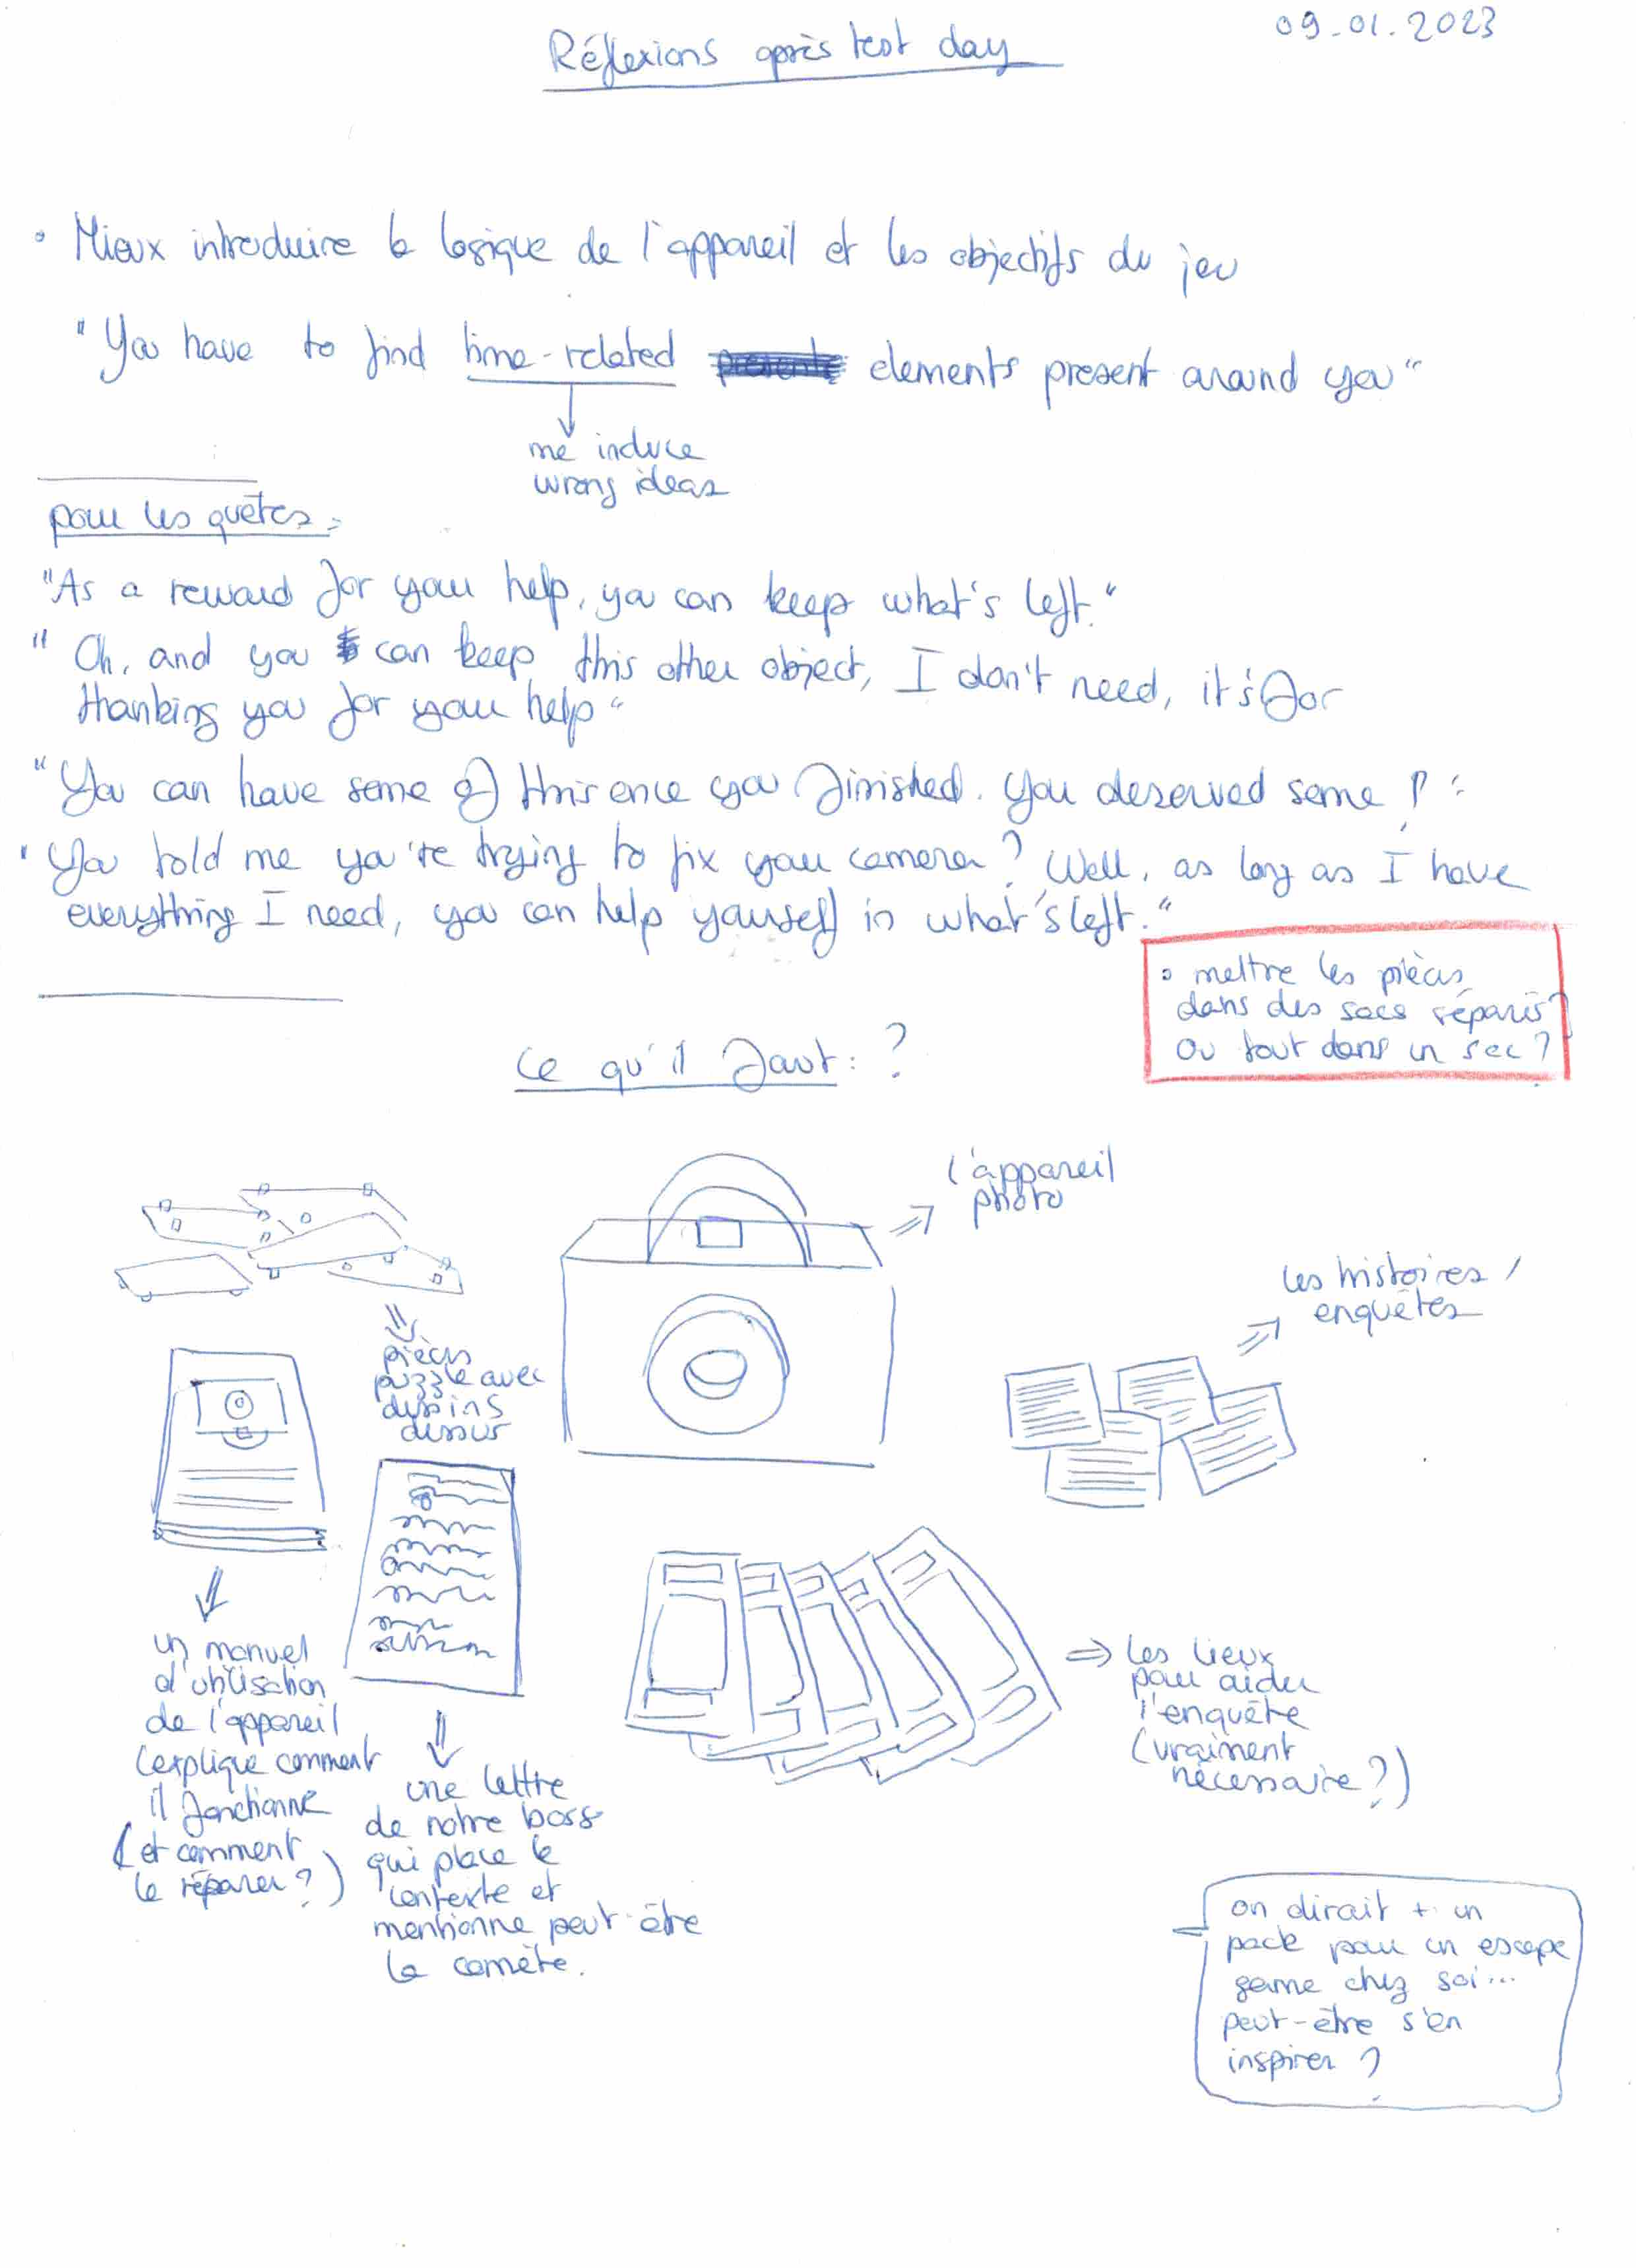 09.01.2023
Réflexions après test day
• Mieux introduire la logique de l'appareil et les objectifs du jeu
"You have to find time-related elements present around you"
me induce
wrong ideas
pour les quêtes :
"As a reward for your help, you can keep what's left."
"Oh, and you can keep this other object, I don't need, it's for
thanking you for your help"
"You can have some of this once you finished. You deserved some !"
"You told me you're trying to fix your camera ? Well, as long as I have
everything I need, you can help yourself in what's left."
• mettre les pièces
dans des sacs séparés
ou tout dans un sac ?
Ce qu'il faut : ?
l'appareil
photo
les histoires /
enquêtes
pièces
puzzle avec
dessins
dessus
un manuel
d'utilisation
de l'appareil
(explique comment
il fonctionne
(et comment
le réparer ?)
une lettre
de notre boss
qui place le
contexte et
mentionne peut-être
la comète.
les lieux
pour aider
l'enquête
(vraiment
nécessaire ?)
on dirait + un
pack pour un escape
game chez soi...
peut-être s'en
inspirer ?